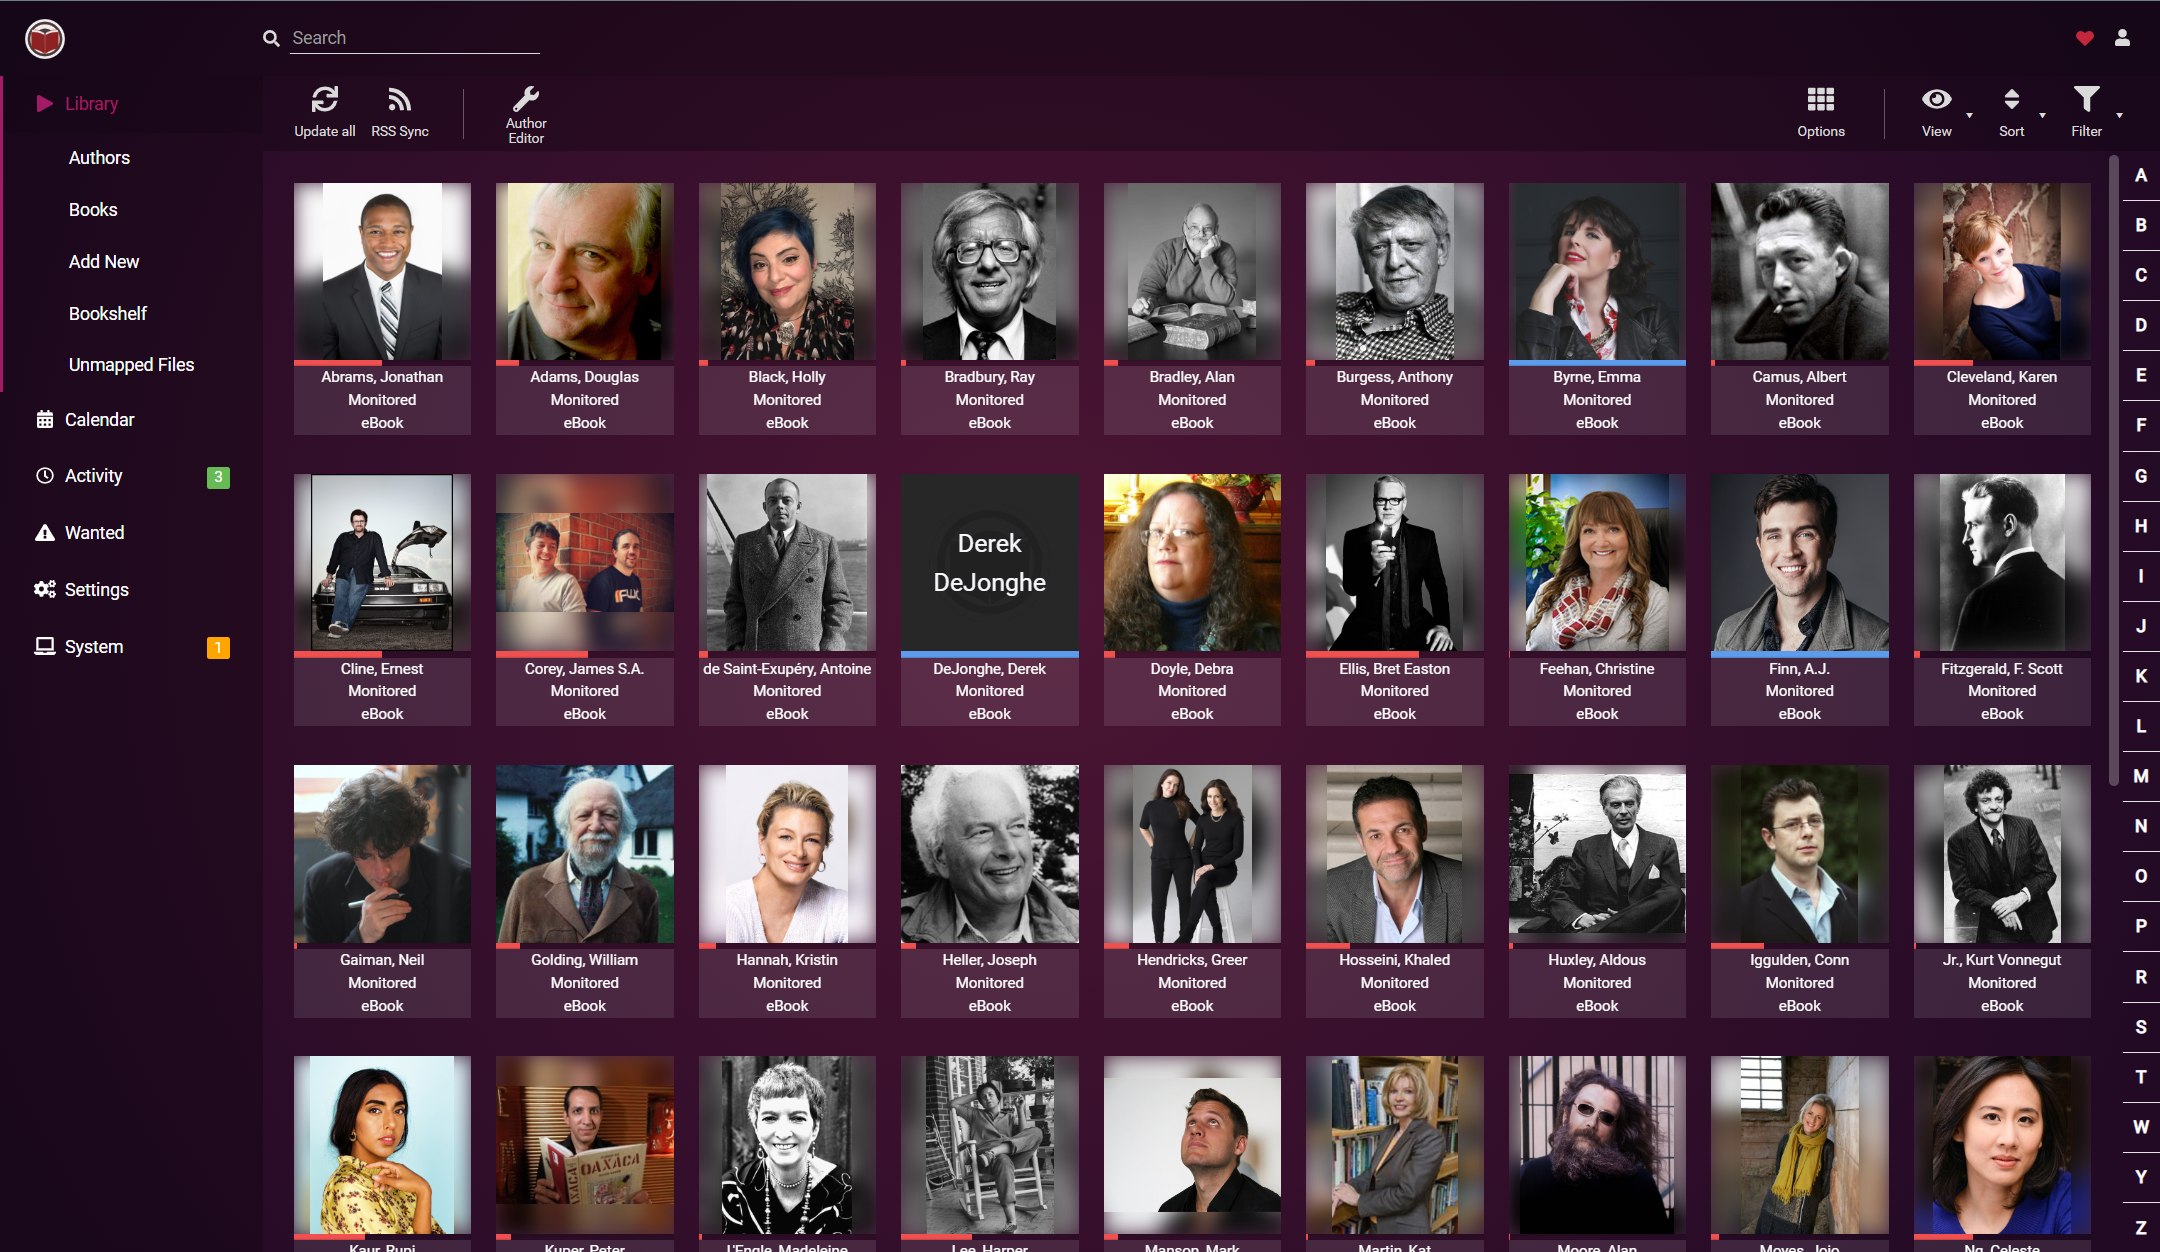 Search
Library
Authors
Books
Add New
Bookshelf
Unmapped Files
Calendar
Activity
3
Wanted
Settings
System
1
Update all
RSS Sync
Author
Editor
Options
View
Sort
Filter
Abrams, Jonathan
Monitored
eBook
Adams, Douglas
Monitored
eBook
Black, Holly
Monitored
eBook
Bradbury, Ray
Monitored
eBook
Bradley, Alan
Monitored
eBook
Burgess, Anthony
Monitored
eBook
Byrne, Emma
Monitored
eBook
Camus, Albert
Monitored
eBook
Cleveland, Karen
Monitored
eBook
Cline, Ernest
Monitored
eBook
Corey, James S.A.
Monitored
eBook
de Saint-Exupéry, Antoine
Monitored
eBook
Derek
DeJonghe
DeJonghe, Derek
Monitored
eBook
Doyle, Debra
Monitored
eBook
Ellis, Bret Easton
Monitored
eBook
Feehan, Christine
Monitored
eBook
Finn, A.J.
Monitored
eBook
Fitzgerald, F. Scott
Monitored
eBook
Gaiman, Neil
Monitored
eBook
Golding, William
Monitored
eBook
Hannah, Kristin
Monitored
eBook
Heller, Joseph
Monitored
eBook
Hendricks, Greer
Monitored
eBook
Hosseini, Khaled
Monitored
eBook
Huxley, Aldous
Monitored
eBook
Iggulden, Conn
Monitored
eBook
Jr., Kurt Vonnegut
Monitored
eBook
OAXACA
Kaur, Rupi
Kuper, Peter
L'Engle, Madeleine
Lee, Harper
Manson, Mark
Martin, Kat
Moore, Alan
Moyes, Jojo
Ng, Celeste
A
B
C
D
E
F
G
H
I
J
K
L
M
N
O
P
R
S
T
W
Y
Z